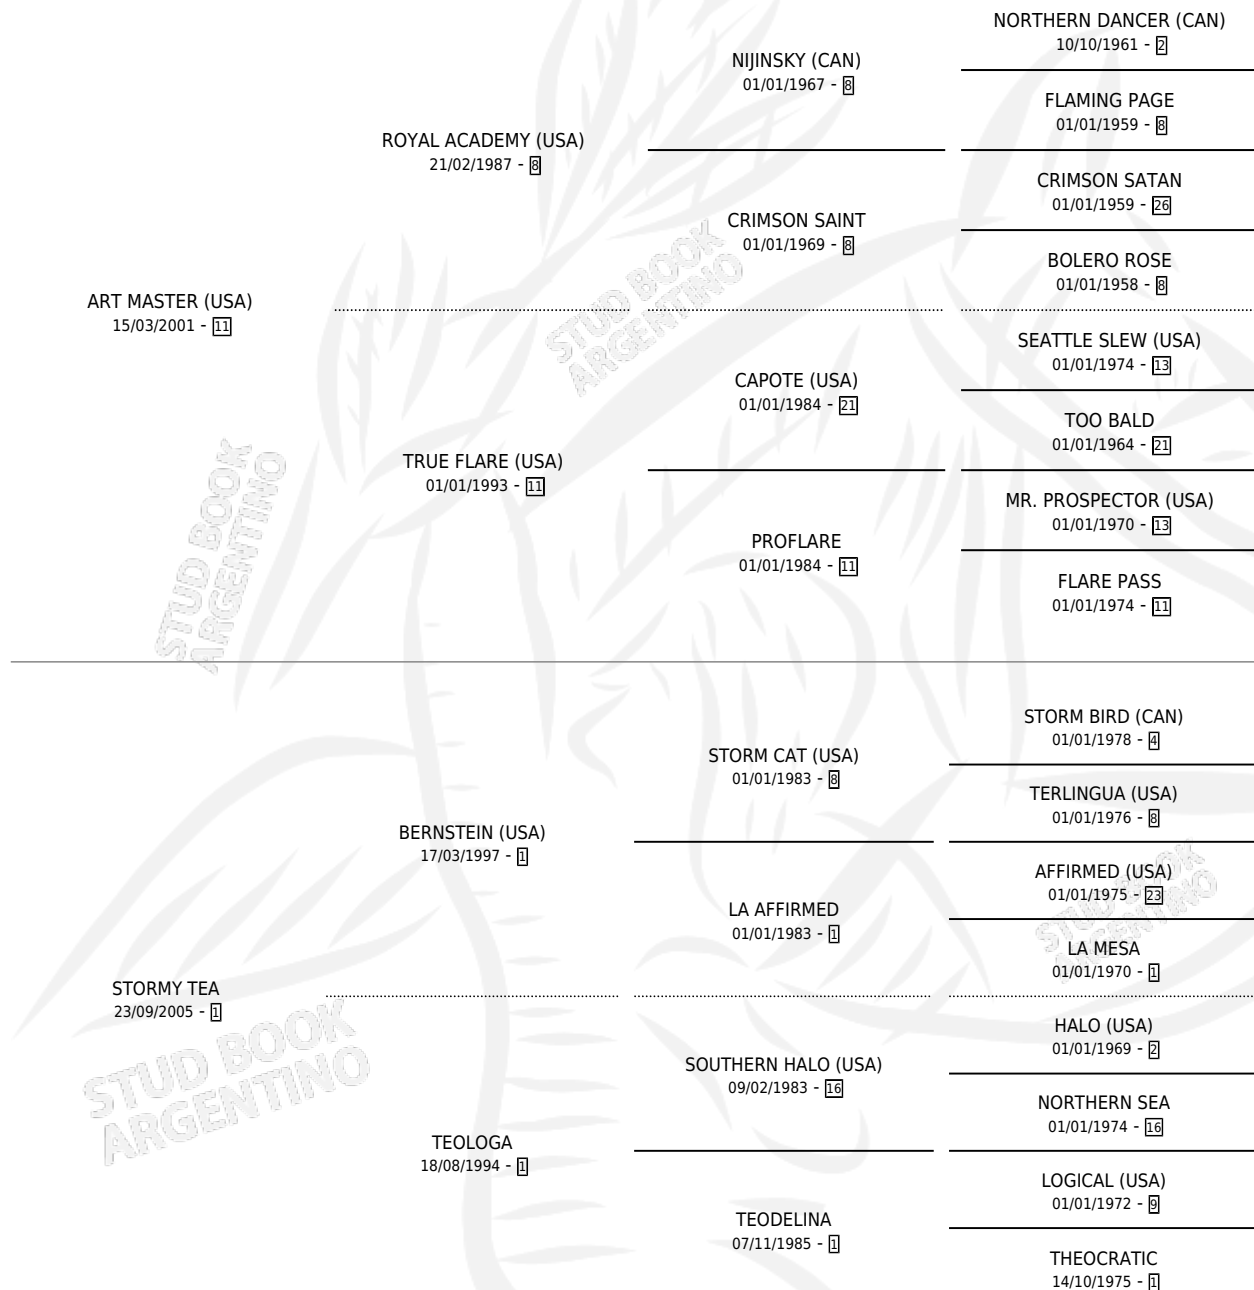 NORTHERN DANCER (CAN)
10/10/1961 - 2
NIJINSKY (CAN)
01/01/1967 - 8
FLAMING PAGE
01/01/1959 - 8
ROYAL ACADEMY (USA)
21/02/1987 - 8
CRIMSON SATAN
01/01/1959 - 26
CRIMSON SAINT
01/01/1969 - 8
BOLERO ROSE
01/01/1958 - 8
ART MASTER (USA)
15/03/2001 - 11
STUD BOOK
ARGENTINO
SEATTLE SLEW (USA)
01/01/1974 - 13
CAPOTE (USA)
01/01/1984 - 21
TOO BALD
01/01/1964 - 21
TRUE FLARE (USA)
01/01/1993 - 11
MR. PROSPECTOR (USA)
01/01/1970 - 13
PROFLARE
01/01/1984 - 11
FLARE PASS
01/01/1974 - 11
STUD BOOK
ARGENTINO
STORM BIRD (CAN)
01/01/1978 - 4
STORM CAT (USA)
01/01/1983 - 8
TERLINGUA (USA)
01/01/1976 - 8
BERNSTEIN (USA)
17/03/1997 - 1
AFFIRMED (USA)
01/01/1975 - 23
LA AFFIRMED
01/01/1983 - 1
STUD BOOK
ARGENTINO
LA MESA
01/01/1970 - 1
STORMY TEA
23/09/2005 - 1
STUD BOOK
ARGENTINO
HALO (USA)
01/01/1969 - 2
SOUTHERN HALO (USA)
09/02/1983 - 16
NORTHERN SEA
01/01/1974 - 16
TEOLOGA
18/08/1994 - 1
LOGICAL (USA)
01/01/1972 - 9
TEODELINA
07/11/1985 - 1
THEOCRATIC
14/10/1975 - 1